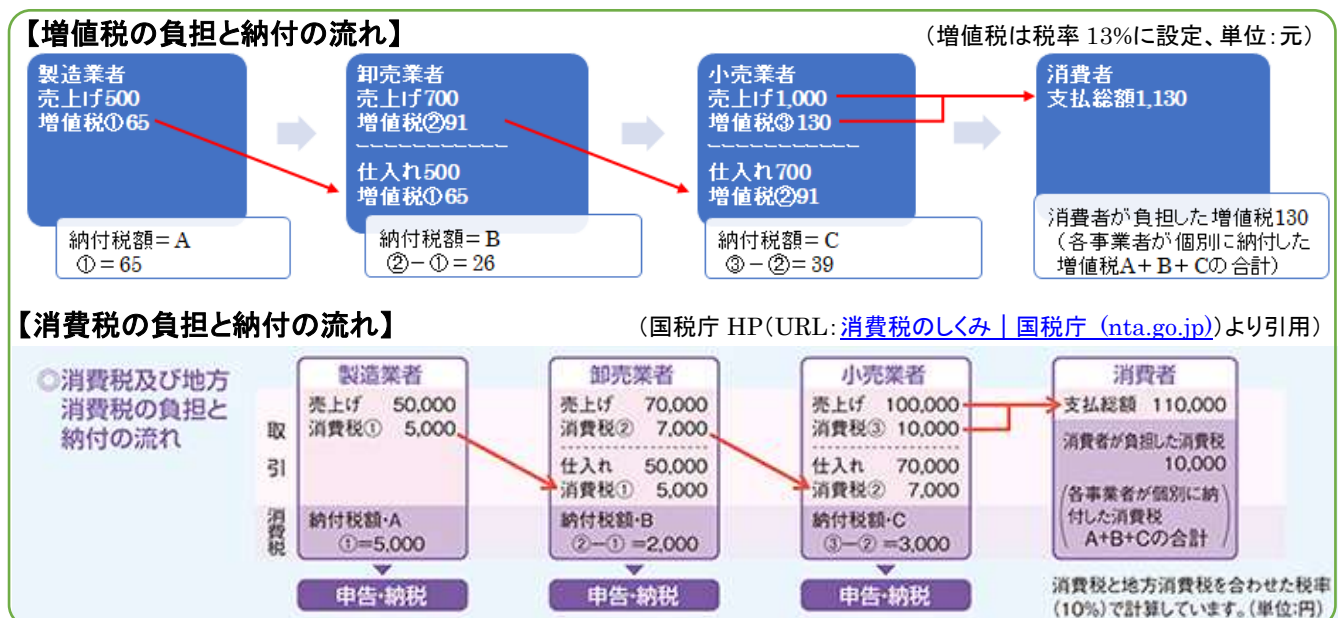 【増値税の負担と納付の流れ】
（増値税は税率 13%に設定、単位：元）
製造業者
売上げ500
増値税①65
納付税額＝A
①＝65
卸売業者
売上げ700
増値税②91
仕入れ500
増値税①65
納付税額＝B
②－①＝26
小売業者
売上げ1,000
増値税③130
仕入れ700
増値税②91
納付税額＝C
③－②＝39
消費者
支払総額1,130
消費者が負担した増値税130
（各事業者が個別に納付した
増値税A＋B＋Cの合計）
【消費税の負担と納付の流れ】
（国税庁 HP（URL：消費税のしくみ｜国税庁 (nta.go.jp)）より引用）
◎消費税及び地方
消費税の負担と
納付の流れ
取引
消費税
製造業者
売上げ 50,000
消費税① 5,000
納付税額・A
①=5,000
申告・納税
卸売業者
売上げ 70,000
消費税② 7,000
仕入れ 50,000
消費税① 5,000
納付税額・B
②－①=2,000
申告・納税
小売業者
売上げ 100,000
消費税③ 10,000
仕入れ 70,000
消費税② 7,000
納付税額・C
③－②=3,000
申告・納税
消費者
支払総額 110,000
消費者が負担した消費税
10,000
（各事業者が個別に納
付した消費税
A+B+Cの合計）
消費税と地方消費税を合わせた税率
(10%)で計算しています。(単位:円)